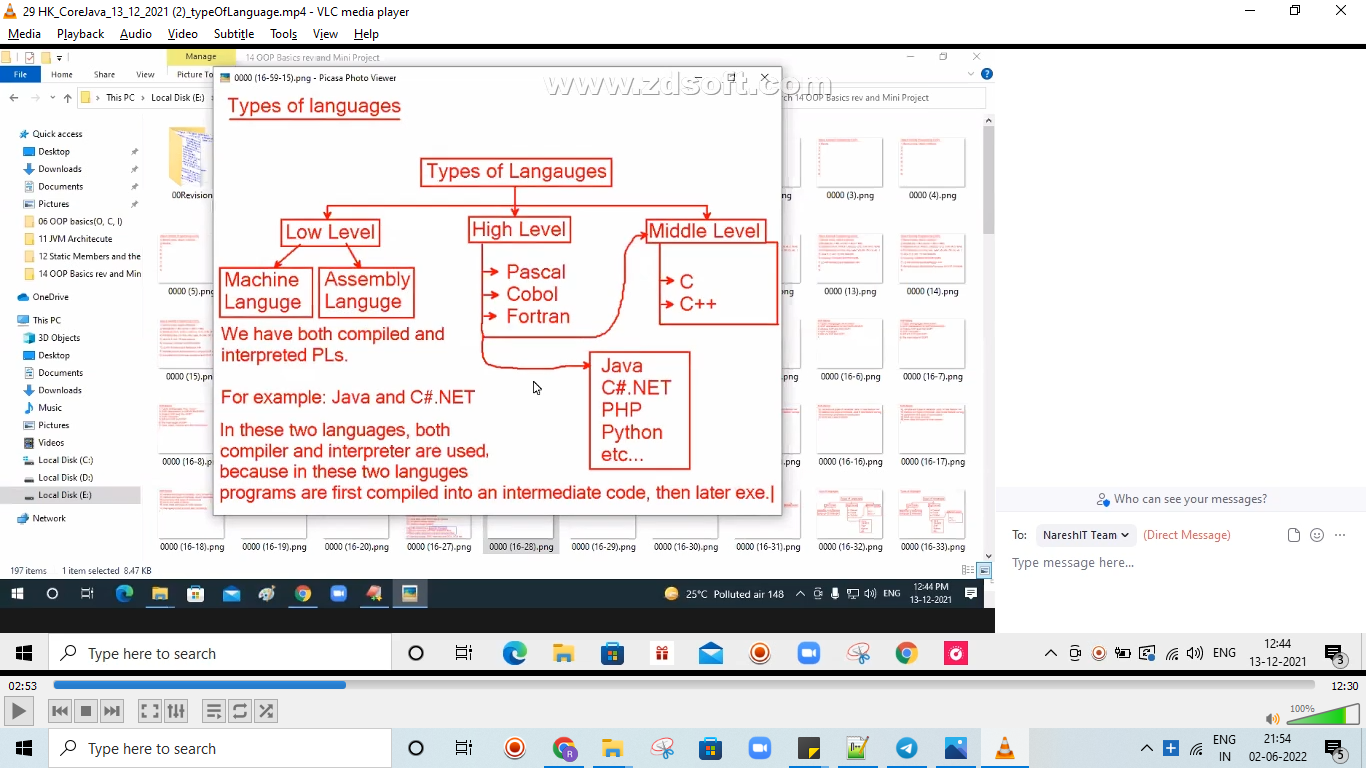 29 HK_CoreJava_13_12_2021 (2)_typeOfLanguage.mp4 - VLC media player
Media Playback Audio Video Subtitle Tools View Help
Manage 14 OOP Basics rev and Mini Project
File Home Share View Picture To
0000 (16-59-15).png - Picasa Photo Viewer
www.zdsoft.com
This PC Local Disk (E:)
ch 14 OOP Basics rev and Mini Project
Quick access
Desktop
Downloads
Documents
Pictures
06 OOP basics(O, C, I)
11 JVM Architecute
12 Static Members and the
14 OOP Basics rev and Min
OneDrive
This PC
3D Objects
Desktop
Documents
Downloads
Music
Pictures
Videos
Local Disk (C:)
Local Disk (D:)
Local Disk (E:)
Network
00Revision
0000 (5).png
0000 (15).pn
0000 (16-8).p
Types of languages
Types of Langauges
Low Level
High Level
Middle Level
Machine
Languge
Assembly
Languge
Pascal
Cobol
Fortran
C
C++
We have both compiled and
interpreted PLs.
Java
C#.NET
PHP
Python
etc...
For example: Java and C#.NET
In these two languages, both
compiler and interpreter are used,
because in these two languges
programs are first compiled into an intermediate code, then later exe.
ng 0000 (3).png 0000 (4).png
ng 0000 (13).png 0000 (14).png
ng 0000 (16-6).png 0000 (16-7).png
.png 0000 (16-16).png 0000 (16-17).png
0000 (16-18).png 0000 (16-19).png 0000 (16-20).png 0000 (16-27).png 0000 (16-28).png 0000 (16-29).png 0000 (16-30).png 0000 (16-31).png 0000 (16-32).png 0000 (16-33).png
197 items 1 item selected 8.47 KB
25°C Polluted air 148 ENG 12:44 PM
13-12-2021
Who can see your messages?
To: NareshIT Team (Direct Message)
Type message here...
Type here to search ENG 12:44
13-12-2021 3
02:53 12:30
100%
Type here to search ENG
IN 21:54
02-06-2022 5